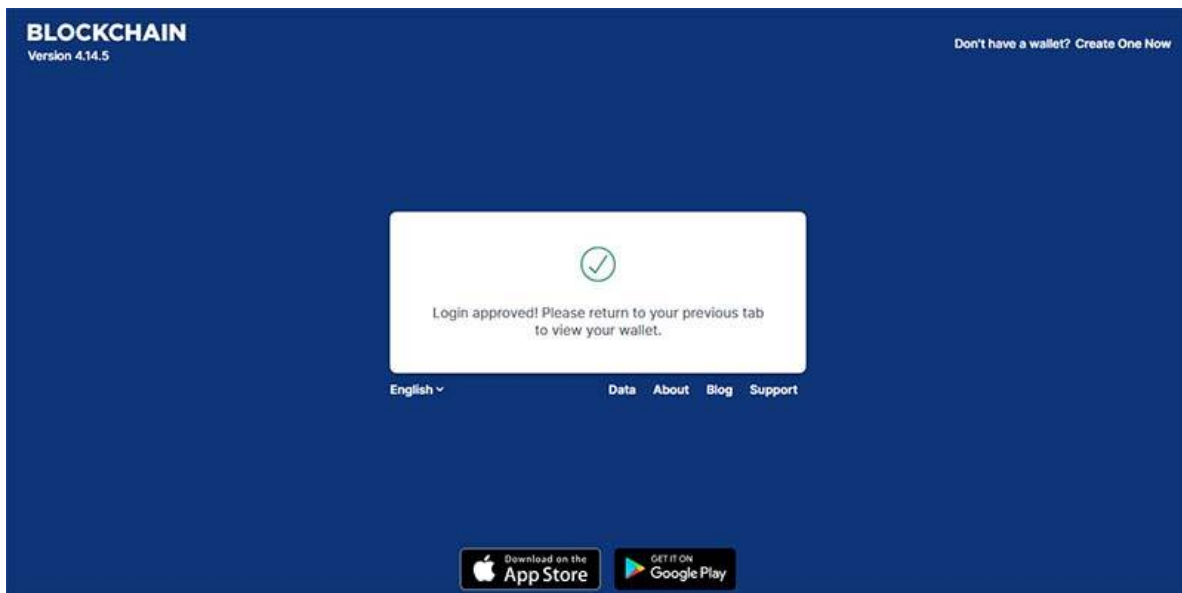 BLOCKCHAIN
Version 4.14.5
Don't have a wallet? Create One Now
Login approved! Please return to your previous tab
to view your wallet.
English
Data About Blog Support
Download on the
App Store
GET IT ON
Google Play